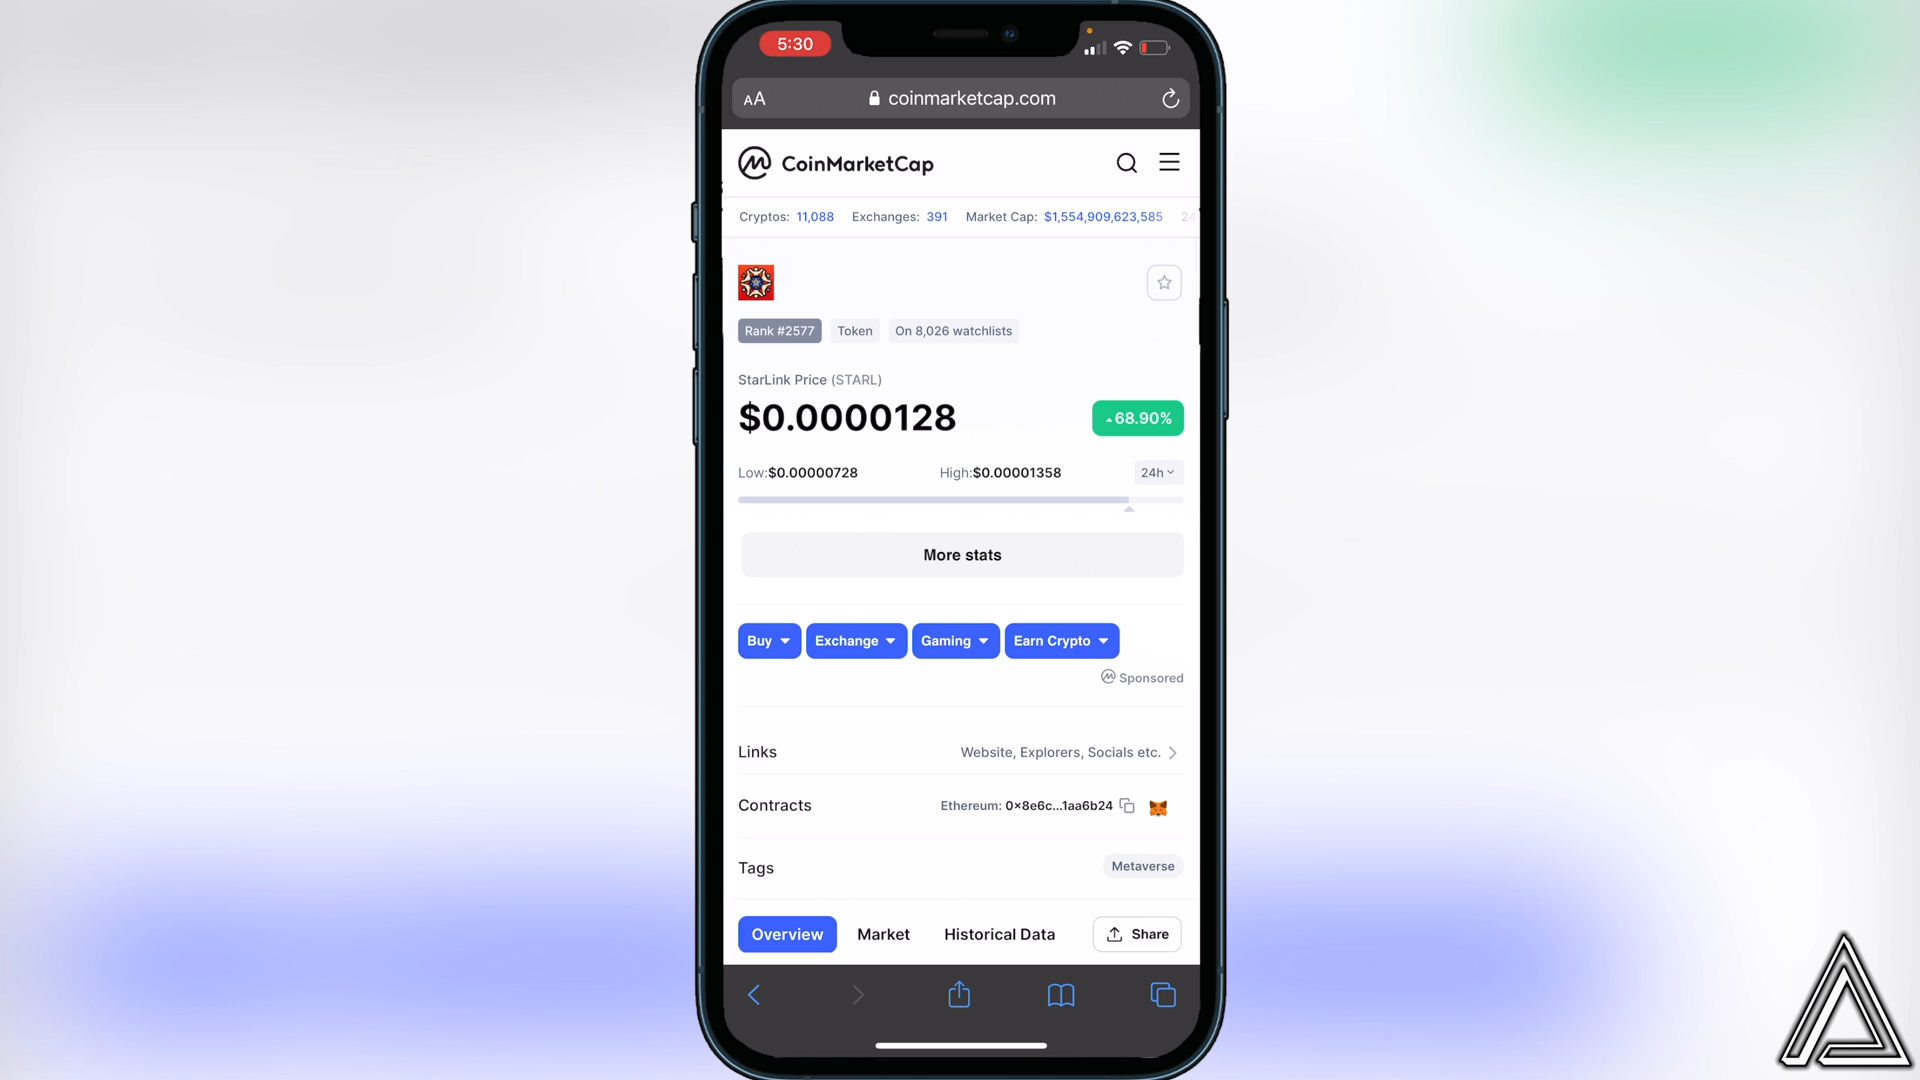 5:30
AA
coinmarketcap.com
CoinMarketCap
Cryptos: 11,088 Exchanges: 391 Market Cap: $1,554,909,623,585 24
Rank #2577 Token On 8,026 watchlists
StarLink Price (STARL)
$0.0000128
68.90%
Low:$0.00000728 High:$0.00001358 24h
More stats
Buy Exchange Gaming Earn Crypto
Sponsored
Links Website, Explorers, Socials etc.
Contracts Ethereum: 0x8e6c...1aa6b24
Tags Metaverse
Overview Market Historical Data Share